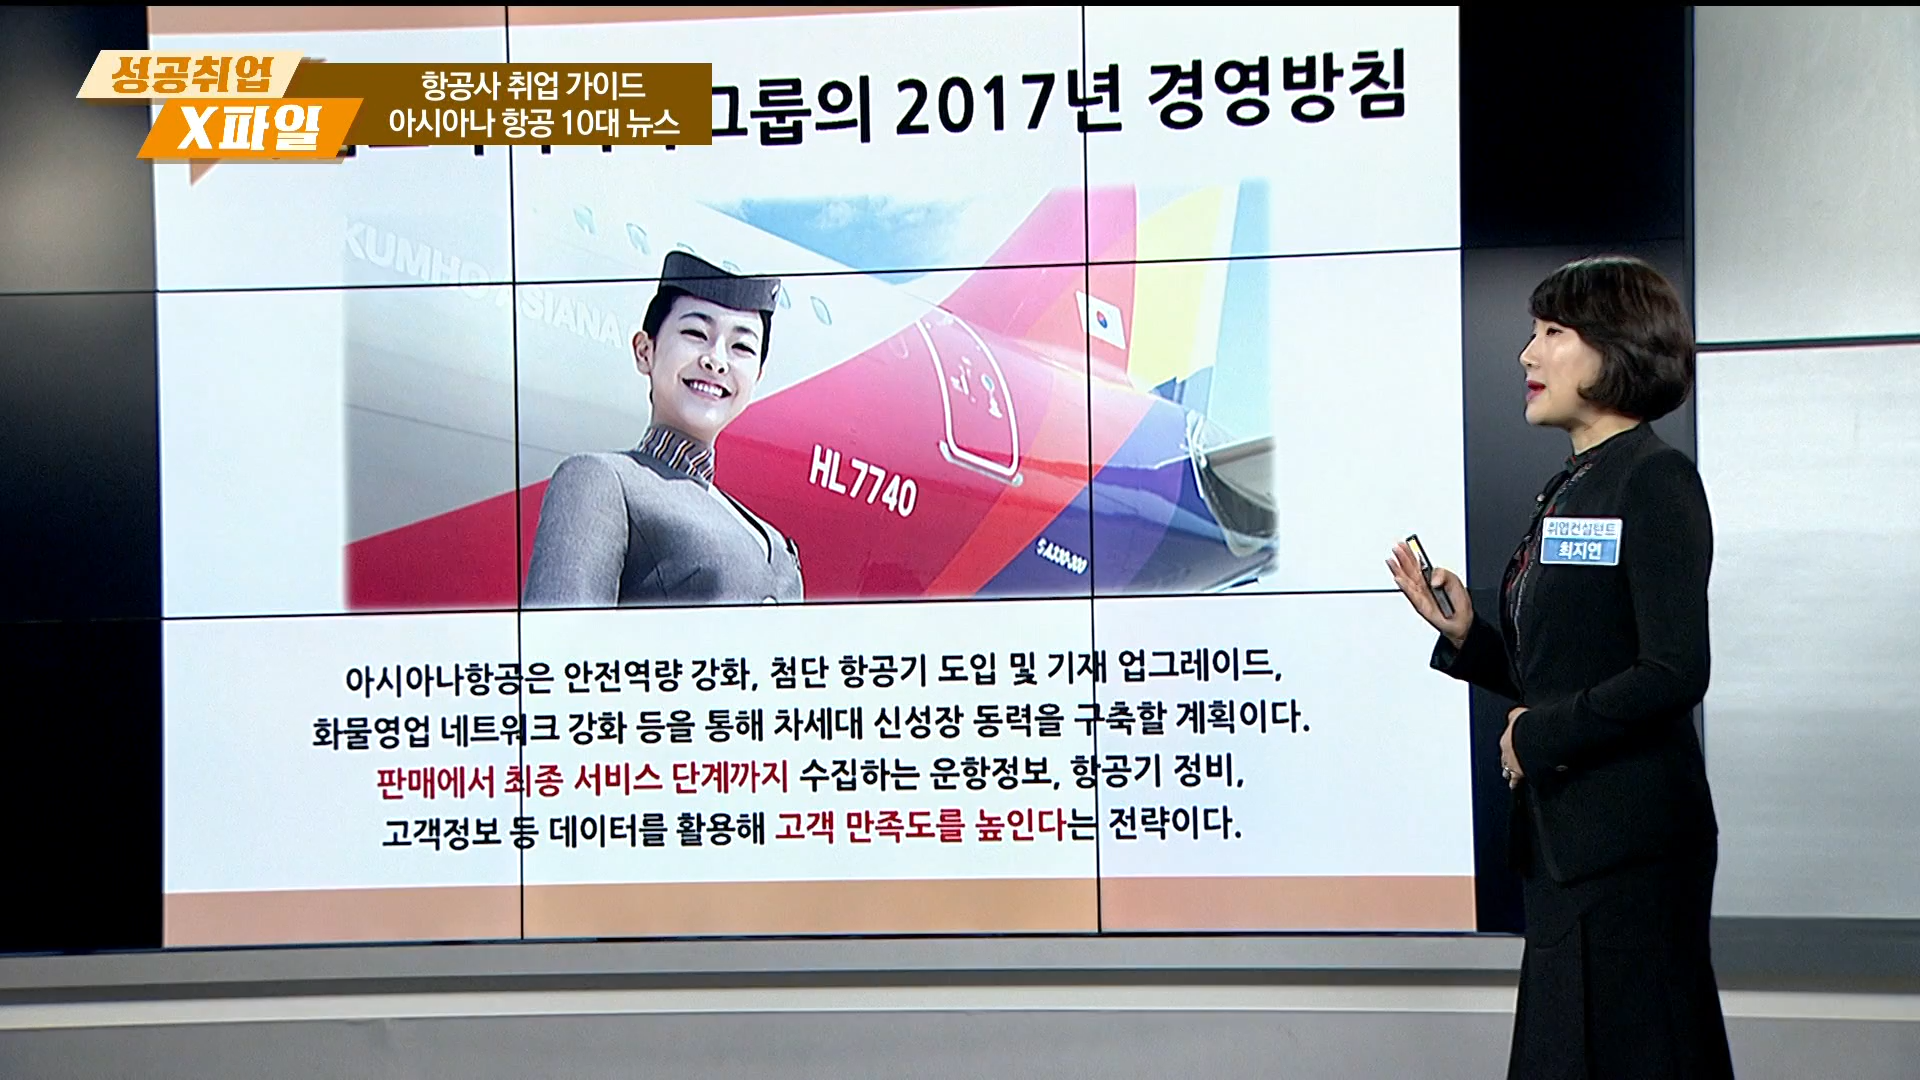 성공취업
X파일
항공사 취업 가이드
아시아나 항공 10대 뉴스
그룹의 2017년 경영방침
KUMHO ASIANA
HL7740
A330-300
취업컨설턴트
최지연
아시아나항공은 안전역량 강화, 첨단 항공기 도입 및 기재 업그레이드,
화물영업 네트워크 강화 등을 통해 차세대 신성장 동력을 구축할 계획이다.
판매에서 최종 서비스 단계까지 수집하는 운항정보, 항공기 정비,
고객정보 등 데이터를 활용해 고객 만족도를 높인다는 전략이다.